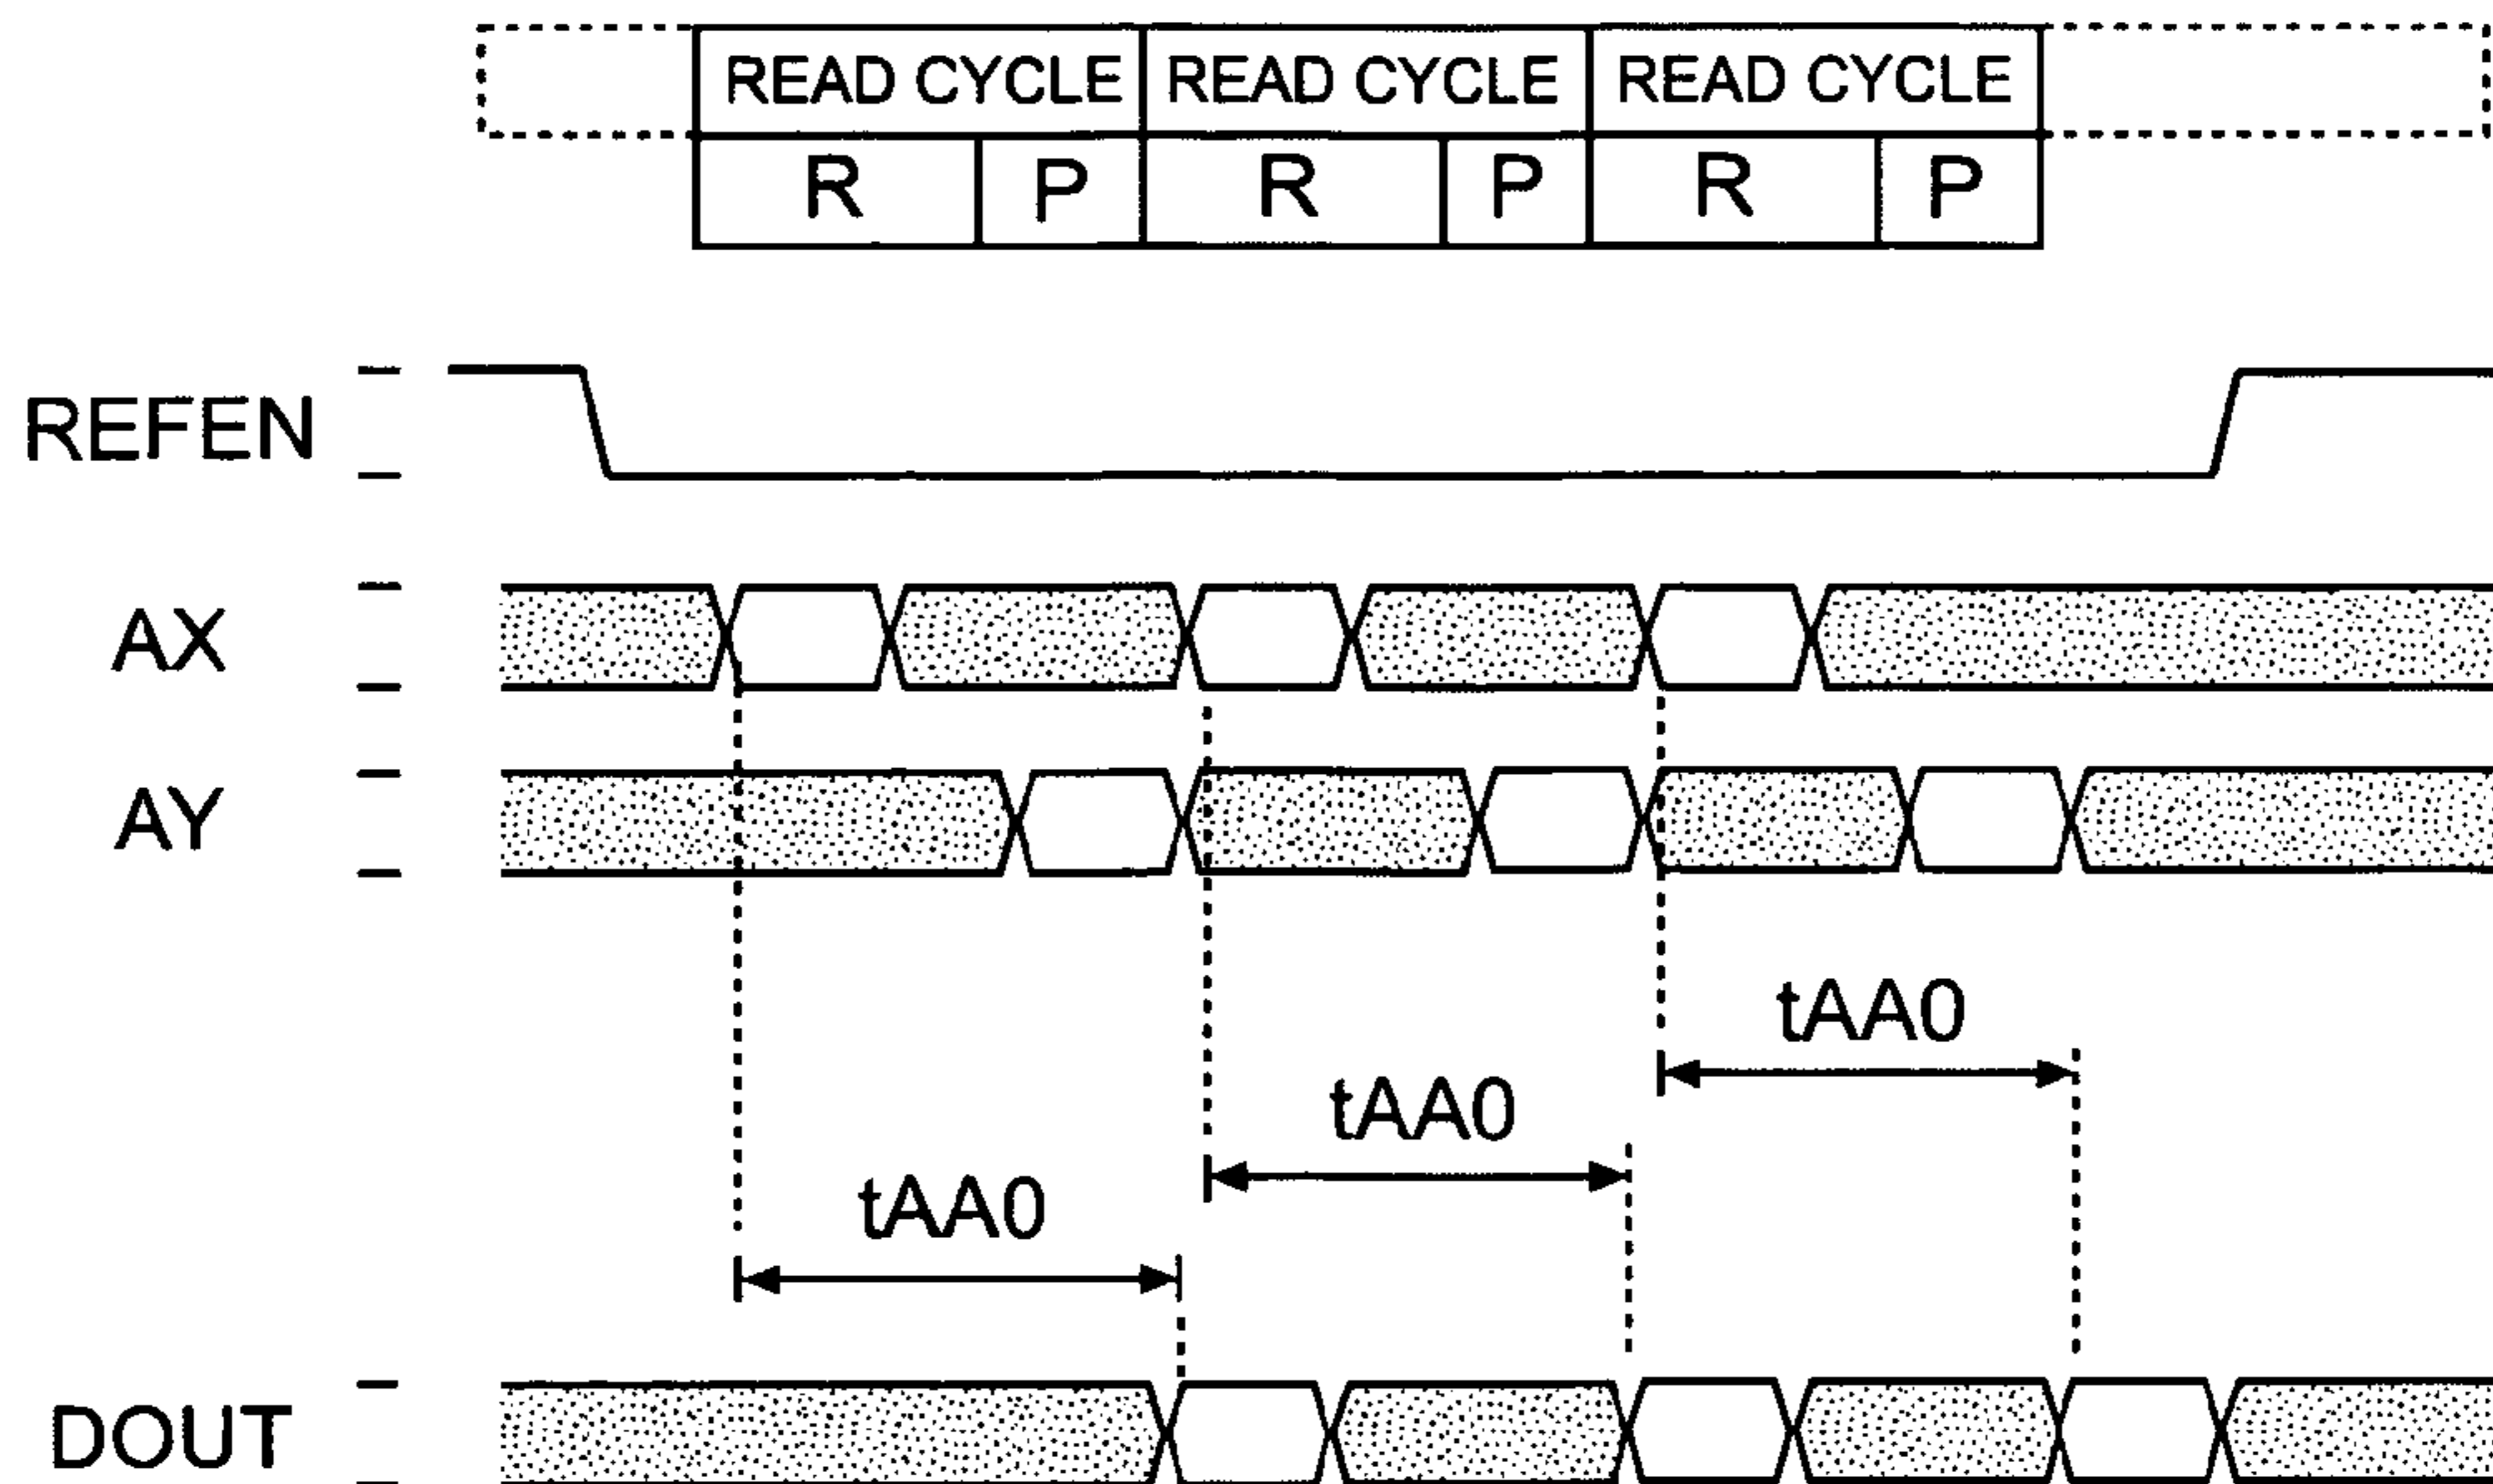 READ CYCLE READ CYCLE READ CYCLE
R P R P R P
REFEN
AX
AY
tAA0
tAA0
tAA0
DOUT